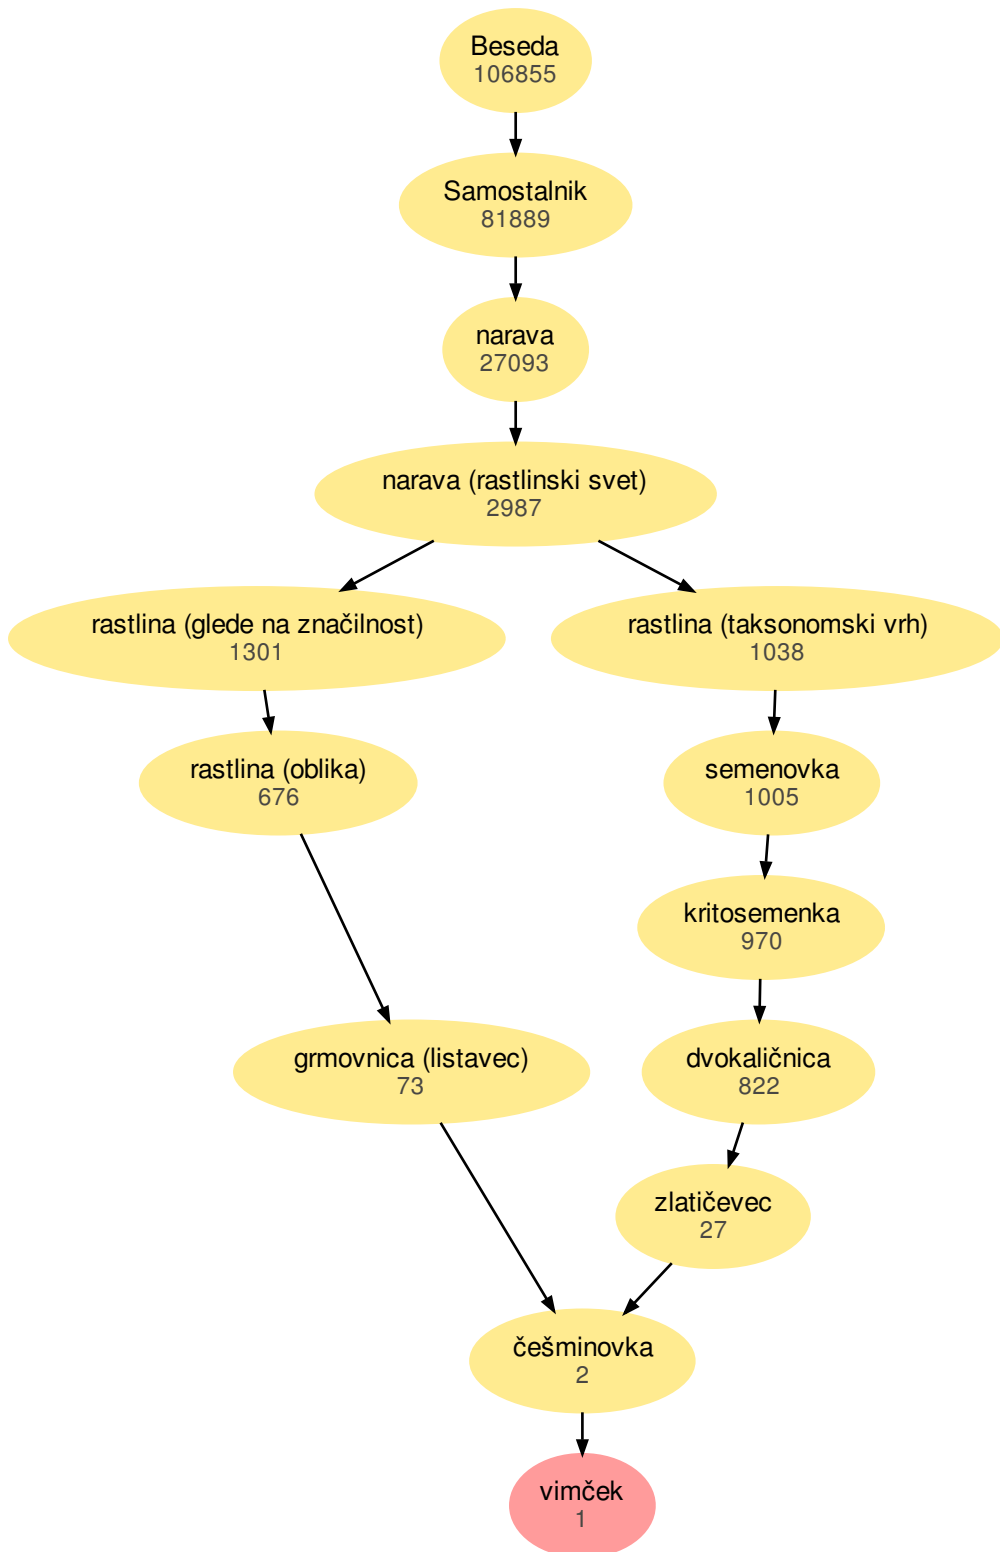 Beseda
106855
Samostalnik
81889
narava
27093
narava (rastlinski svet)
2987
rastlina (glede na značilnost)
1301
rastlina (taksonomski vrh)
1038
rastlina (oblika)
676
semenovka
1005
kritosemenka
970
grmovnica (listavec)
73
dvokaličnica
822
zlatičevec
27
češminovka
2
vimček
1